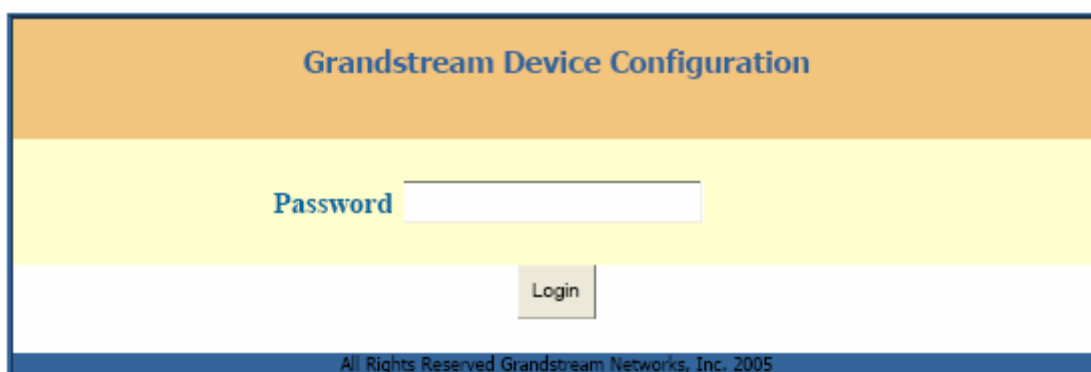 Grandstream Device Configuration
Password
Login
All Rights Reserved Grandstream Networks, Inc. 2005